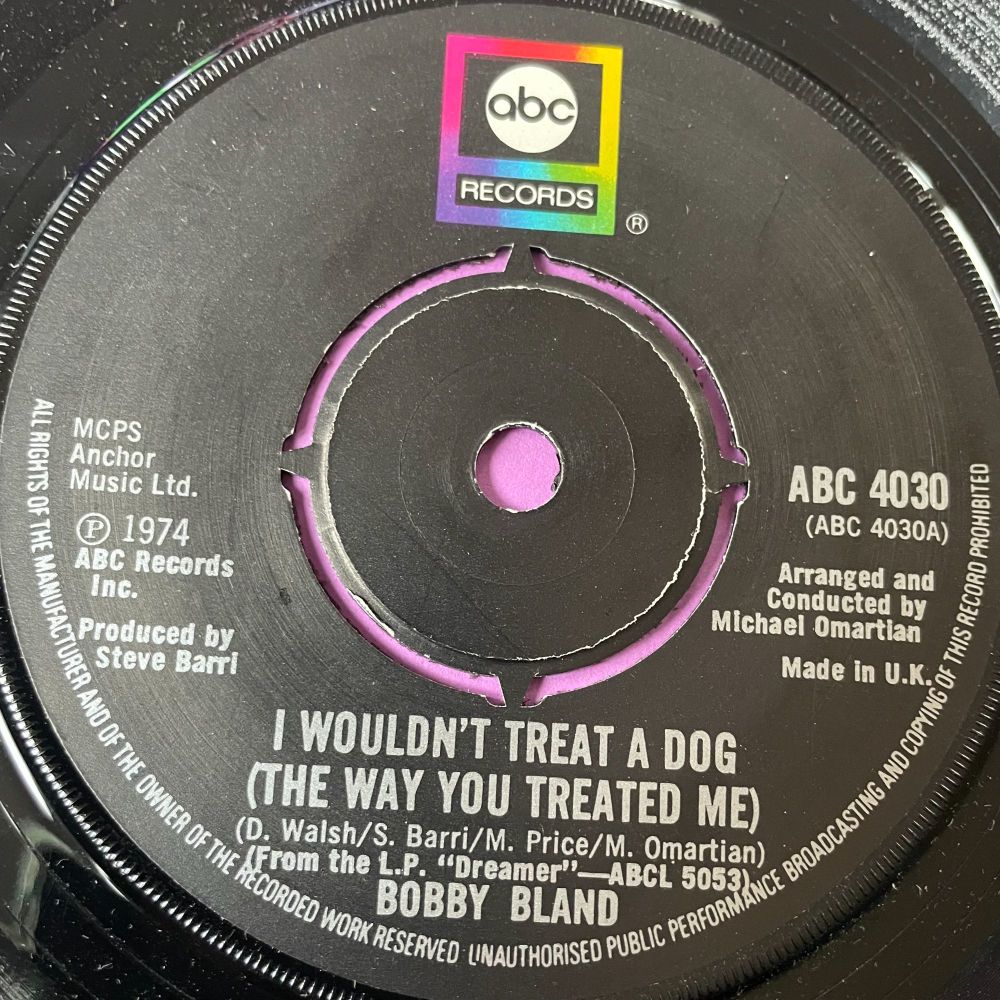 abc
RECORDS
®
MCPS
Anchor
Music Ltd.
℗ 1974
ABC Records
Inc.
Produced by
Steve Barri
ABC 4030
(ABC 4030A)
Arranged and
Conducted by
Michael Omartian
Made in U.K.
I WOULDN'T TREAT A DOG
(THE WAY YOU TREATED ME)
(D. Walsh/S. Barri/M. Price/M. Omartian)
(From the L.P. "Dreamer"—ABCL 5053)
BOBBY BLAND
ALL RIGHTS OF THE MANUFACTURER AND OF THE OWNER OF THE RECORDED WORK RESERVED UNAUTHORISED PUBLIC PERFORMANCE BROADCASTING AND COPYING OF THIS RECORD PROHIBITED